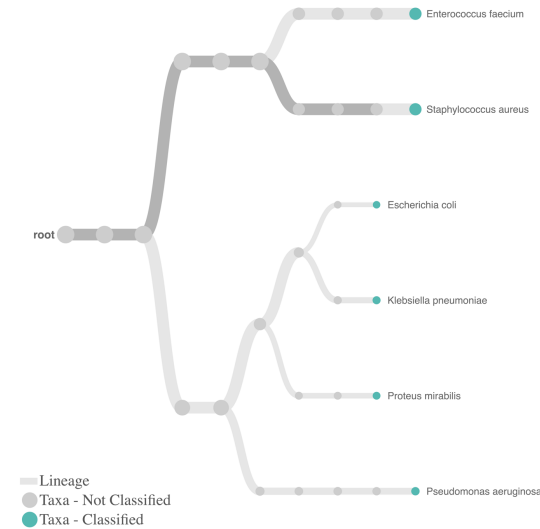 Enterococcus faecium
Staphylococcus aureus
Escherichia coli
root
Klebsiella pneumoniae
Proteus mirabilis
Lineage
Taxa - Not Classified
Pseudomonas aeruginosa
Taxa - Classified